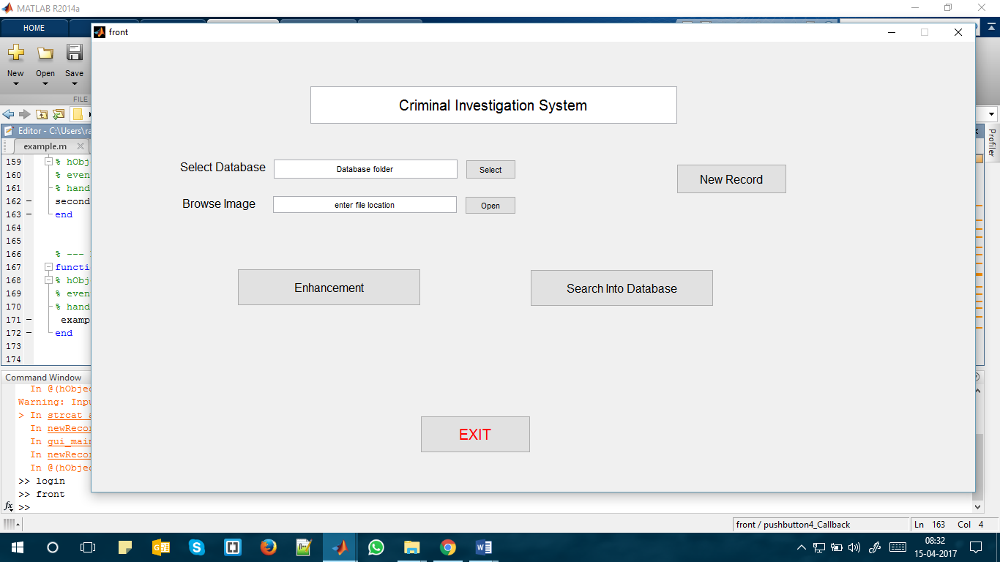 MATLAB R2014a
HOME
front
New
Open
Save
FILE
Criminal Investigation System
Select Database
Database folder
Select
New Record
Browse Image
enter file location
Open
Enhancement
Search Into Database
EXIT
Profiler
Editor - C:\Users\ra
example.m
159 % hObj
160 % even
161 % hand
162 second
163 end
164
165
166 % ---
167 functi
168 % hObj
169 % even
170 % hand
171 examp
172 end
173
174
Command Window
In @(hObje
Warning: Inpu
> In strcat a
In newReco
In gui_main
In newReco
In @(hObje
>> login
>> front
fx >>
front / pushbutton4_Callback
Ln 163 Col 4
08:32
15-04-2017